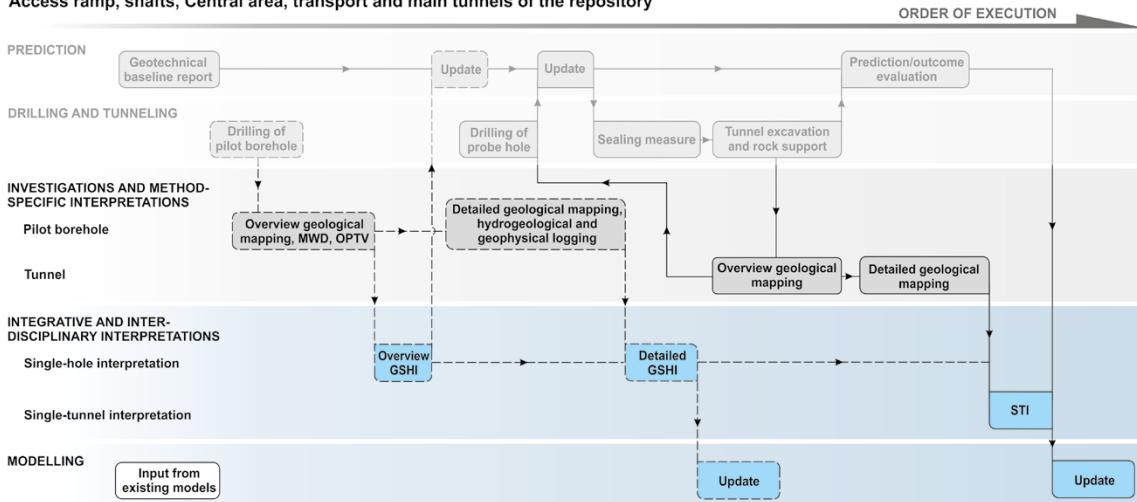 Access ramp, shafts, Central area, transport and main tunnels of the repository
ORDER OF EXECUTION
PREDICTION
Geotechnical
baseline report
Update
Update
Prediction/outcome
evaluation
DRILLING AND TUNNELING
Drilling of
pilot borehole
Drilling of
probe hole
Sealing measure
Tunnel excavation
and rock support
INVESTIGATIONS AND METHOD-
SPECIFIC INTERPRETATIONS
Pilot borehole
Overview geological
mapping, MWD, OPTV
Detailed geological mapping,
hydrogeological and
geophysical logging
Tunnel
Overview geological
mapping
Detailed geological
mapping
INTEGRATIVE AND INTER-
DISCIPLINARY INTERPRETATIONS
Single-hole interpretation
Overview
GSHI
Detailed
GSHI
Single-tunnel interpretation
STI
MODELLING
Input from
existing models
Update
Update